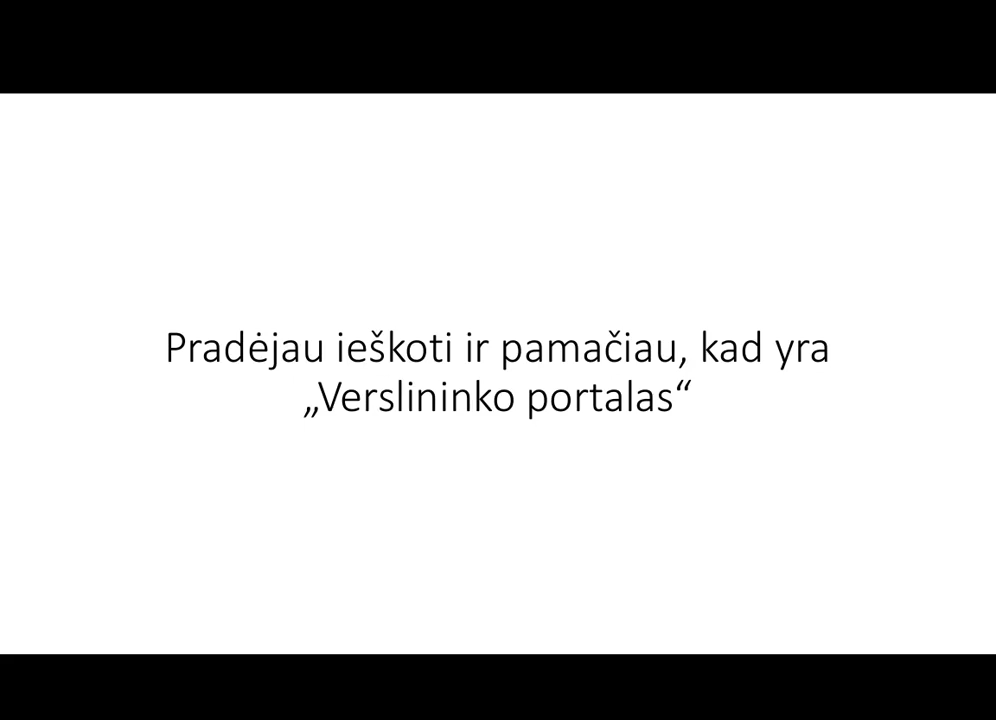 Pradėjau ieškoti ir pamačiau, kad yra
„Verslininko portalas“